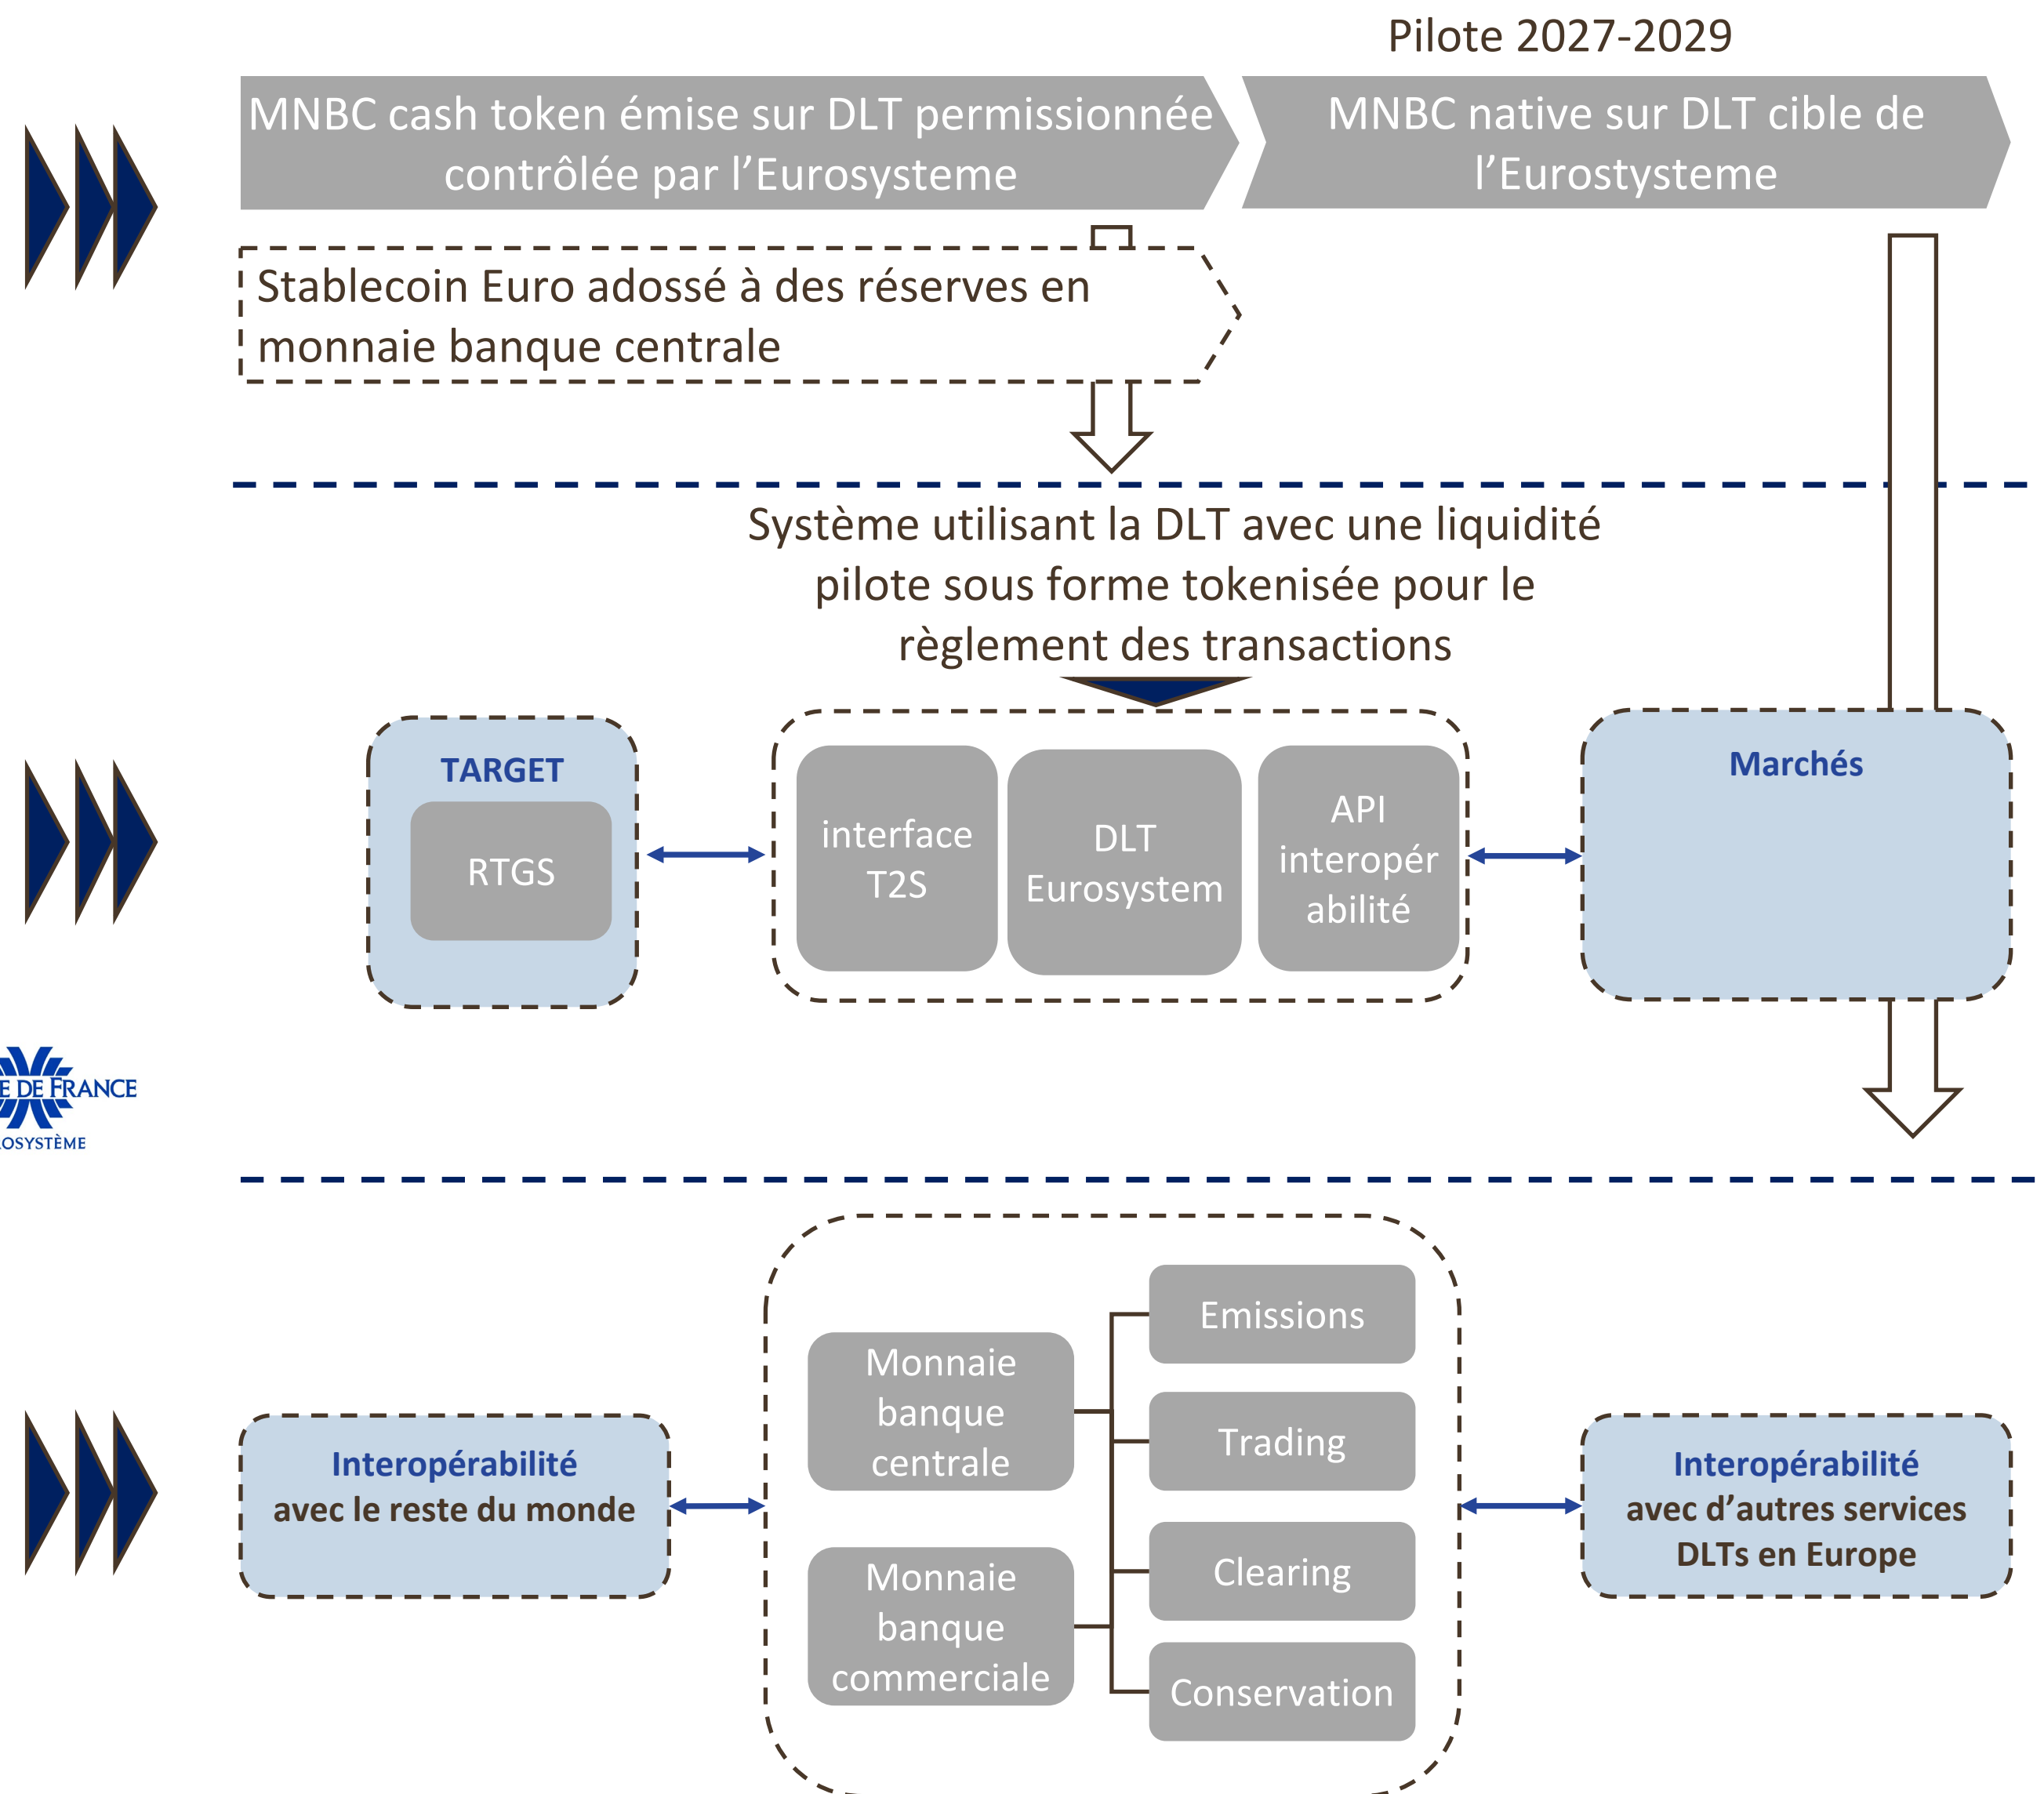 Pilote 2027-2029
MNBC cash token émise sur DLT permissionnée
contrôlée par l'Eurosysteme
MNBC native sur DLT cible de
l'Eurostysteme
Stablecoin Euro adossé à des réserves en
monnaie banque centrale
Système utilisant la DLT avec une liquidité
pilote sous forme tokenisée pour le
règlement des transactions
TARGET
RTGS
interface
T2S
DLT
Eurosystem
API
interopér
abilité
Marchés
E DE FRANCE
ROSYSTÈME
Interopérabilité
avec le reste du monde
Monnaie
banque
centrale
Monnaie
banque
commerciale
Emissions
Trading
Clearing
Conservation
Interopérabilité
avec d'autres services
DLTs en Europe